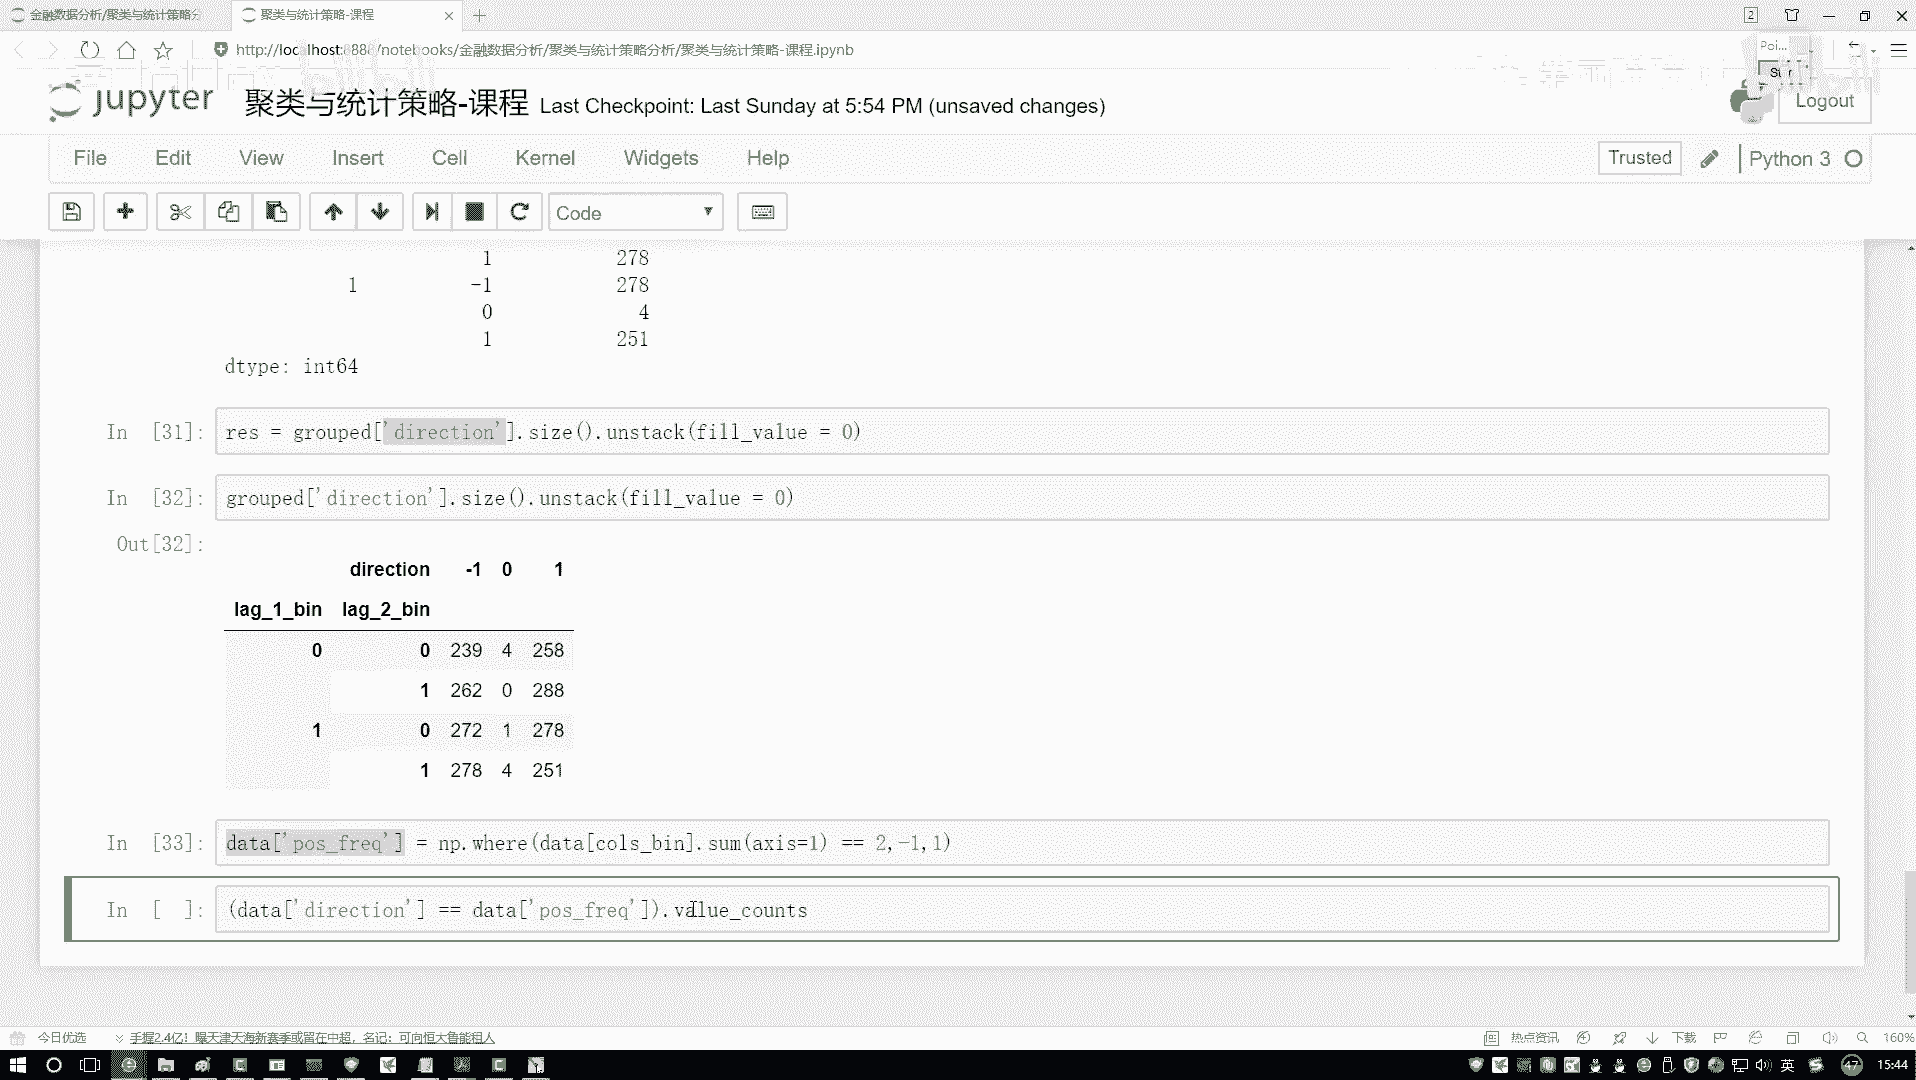 金融数据分析/聚类与统计策略分
聚类与统计策略-课程
2
http://localhost:8888/notebooks/金融数据分析/聚类与统计策略分析/聚类与统计策略-课程.ipynb
Poi...
jupyter 聚类与统计策略-课程 Last Checkpoint: Last Sunday at 5:54 PM (unsaved changes)
Logout
File Edit View Insert Cell Kernel Widgets Help
Trusted Python 3
Code
1 278
1 -1 278
0 4
1 251
dtype: int64
In [31]: res = grouped['direction'].size().unstack(fill_value = 0)
In [32]: grouped['direction'].size().unstack(fill_value = 0)
Out[32]:
direction -1 0 1
lag_1_bin lag_2_bin
0 0 239 4 258
1 262 0 288
1 0 272 1 278
1 278 4 251
In [33]: data['pos_freq'] = np.where(data[cols_bin].sum(axis=1) == 2,-1,1)
In [ ]: (data['direction'] == data['pos_freq']).value_counts
今日优选
手握2.4亿！曝天津天海新赛季或留在中超，名记：可向恒大鲁能租人
热点资讯 下载 160%
英 47 15:44